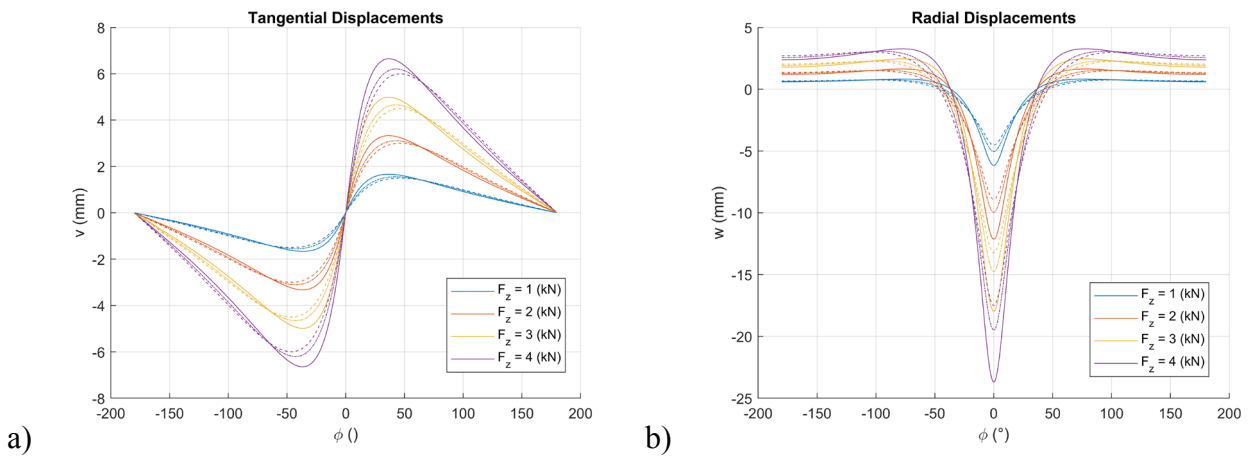 Tangential Displacements
8
6
4
2
0
-2
-4
-6
-8
v (mm)
-200 -150 -100 -50 0 50 100 150 200
ϕ ()
F_z = 1 (kN)
F_z = 2 (kN)
F_z = 3 (kN)
F_z = 4 (kN)
a)
Radial Displacements
5
0
-5
-10
-15
-20
-25
w (mm)
-200 -150 -100 -50 0 50 100 150 200
ϕ (°)
F_z = 1 (kN)
F_z = 2 (kN)
F_z = 3 (kN)
F_z = 4 (kN)
b)